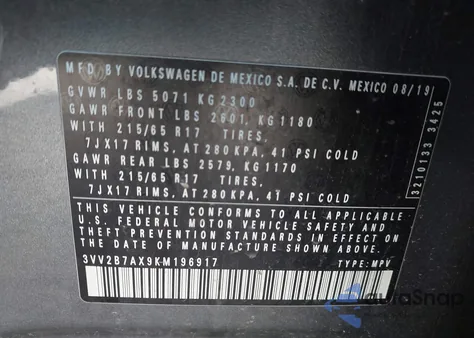 MFD BY VOLKSWAGEN DE MEXICO S.A. DE C.V. MEXICO 08/19
GVWR LBS 5071 KG 2300
GAWR FRONT LBS 2601, KG 1180
WITH 215/65 R17 TIRES,
7JX17 RIMS, AT 280 KPA, 41 PSI COLD
GAWR REAR LBS 2579, KG 1170
WITH 215/65 R17 TIRES,
7JX17 RIMS, AT 280 KPA, 41 PSI COLD
THIS VEHICLE CONFORMS TO ALL APPLICABLE
U.S. FEDERAL MOTOR VEHICLE SAFETY AND
THEFT PREVENTION STANDARDS IN EFFECT ON
THE DATE OF MANUFACTURE SHOWN ABOVE.
3VV2B7AX9KM196917 TYPE: MPV
3210133 3425
AutoSnap